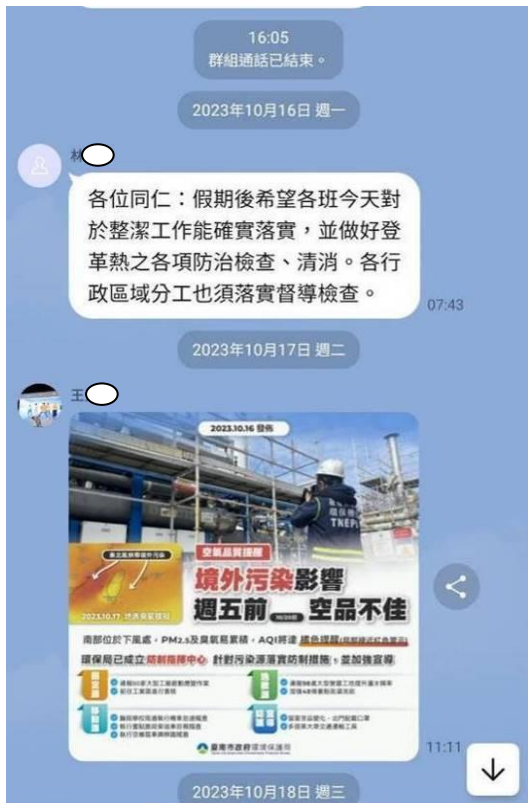 16:05
群組通話已結束。
2023年10月16日 週一
林
各位同仁：假期後希望各班今天對
於整潔工作能確實落實，並做好登
革熱之各項防治檢查、清消。各行
政區域分工也須落實督導檢查。
07:43
2023年10月17日 週二
王
2023.10.16 發佈
TNEPB
東北風挾帶境外污染
空氣品質提醒
境外污染影響
週五前 空品不佳
南部位於下風處，PM2.5及臭氧易累積，AQI將達 橘色提醒
環保局已成立 防制指揮中心 針對污染源落實防制措施，並加強宣導
臺南市政府環境保護局
11:11
2023年10月18日 週三